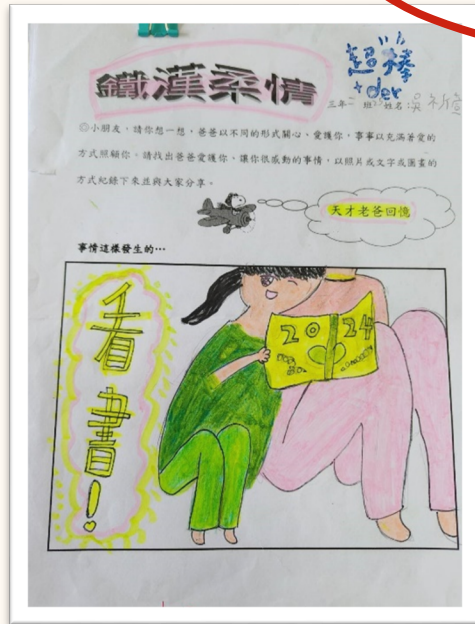 鐵漢柔情
超棒
der
三年二班 姓名：吳
◎小朋友，請你想一想，爸爸以不同的形式關心、愛護你，事事以充滿著愛的
方式照顧你。請找出爸爸愛護你、讓你很感動的事情，以照片或文字或圖畫的
方式紀錄下來並與大家分享。
天才老爸回憶
事情這樣發生的…
看書！
2024